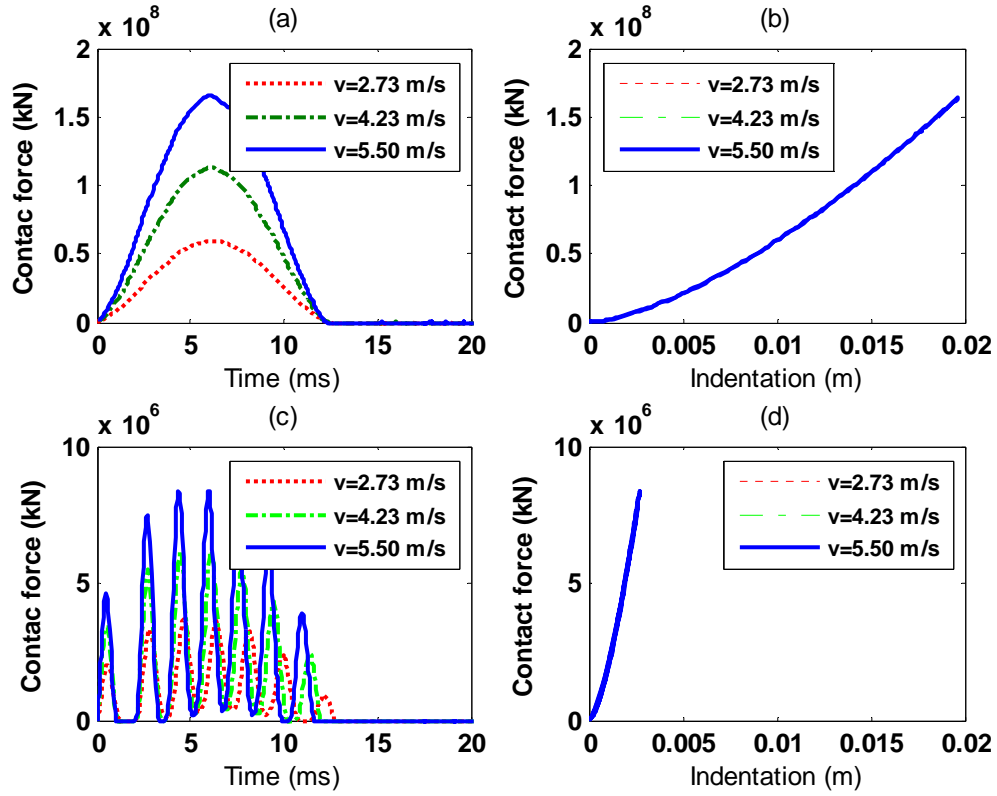 (a)
x 10^8
Contac force (kN)
2
1.5
1
0.5
0
v=2.73 m/s
v=4.23 m/s
v=5.50 m/s
0 5 10 15 20
Time (ms)
(b)
x 10^8
Contact force (kN)
2
1.5
1
0.5
0
v=2.73 m/s
v=4.23 m/s
v=5.50 m/s
0 0.005 0.01 0.015 0.02
Indentation (m)
(c)
x 10^6
Contac force (kN)
10
5
0
v=2.73 m/s
v=4.23 m/s
v=5.50 m/s
0 5 10 15 20
Time (ms)
(d)
x 10^6
Contact force (kN)
10
5
0
v=2.73 m/s
v=4.23 m/s
v=5.50 m/s
0 0.005 0.01 0.015 0.02
Indentation (m)